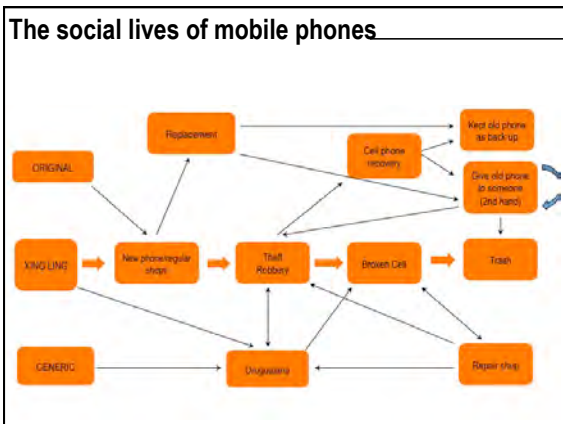 The social lives of mobile phones
Kept old phone
as back up
Replacement
Cell phone
recovery
ORIGINAL
Give old phone
to someone
(2nd hand)
XING LING
New phone/regular
shops
Theft
Robbery
Broken Cell
Trash
GENERIC
Repair shop